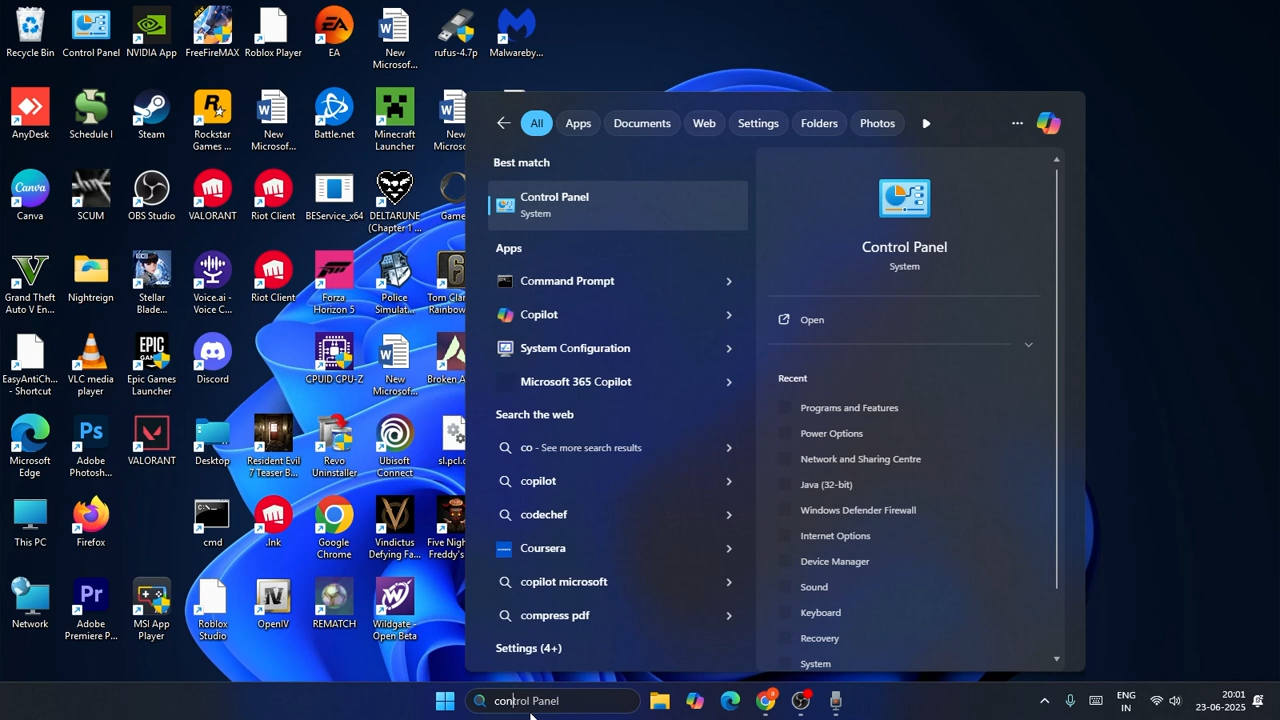 Recycle Bin
Control Panel
NVIDIA App
FreeFireMAX
Roblox Player
EA
New
Microsof...
rufus-4.7p
Malwareby...
AnyDesk
Schedule I
Steam
Rockstar
Games ...
New
Microsof...
Battle.net
Minecraft
Launcher
New
Canva
Canva
SCUM
OBS Studio
VALORANT
Riot Client
BEService_x64
DELTARUNE
(Chapter 1 ...
Grand Theft
Auto V En...
Nightreign
Stellar
Blade...
Voice.ai -
Voice C...
Riot Client
Forza
Horizon 5
Police
Simulat...
Tom Clan
Rainbow
EasyAntiCh...
- Shortcut
VLC media
player
Epic Games
Launcher
Discord
CPUID CPU-Z
New
Microsof...
Broken A
Microsoft
Edge
Adobe
Photosh...
VALORANT
Desktop
Resident Evil
7 Teaser B...
Revo
Uninstaller
Ubisoft
Connect
sl.pcl.c
This PC
Firefox
cmd
.lnk
Google
Chrome
Vindictus
Defying Fa...
Five Nigh
Freddy's
Network
Adobe
Premiere P...
MSI App
Player
Roblox
Studio
OpenIV
REMATCH
Wildgate -
Open Beta
All
Apps
Documents
Web
Settings
Folders
Photos
Best match
Control Panel
System
Apps
Command Prompt
Copilot
System Configuration
Microsoft 365 Copilot
Search the web
co - See more search results
copilot
codechef
Coursera
copilot microsoft
compress pdf
Settings (4+)
Control Panel
System
Open
Recent
Programs and Features
Power Options
Network and Sharing Centre
Java (32-bit)
Windows Defender Firewall
Internet Options
Device Manager
Sound
Keyboard
Recovery
System
control Panel
ENG
IN
20:01
23-06-2025